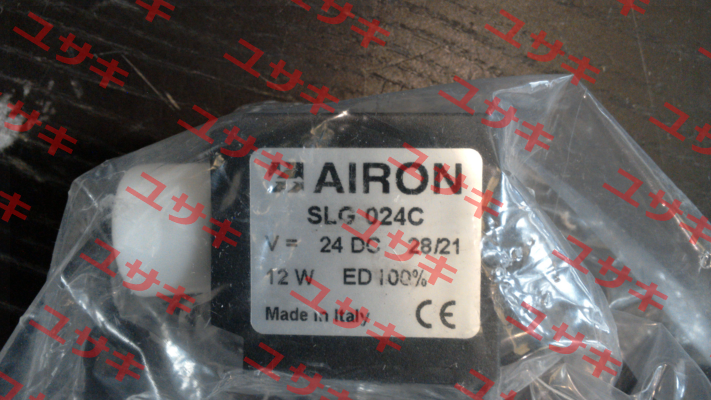 AIRON
SLG 024C
V = 24 DC 28/21
12 W ED 100%
Made in Italy CE
ユサキ